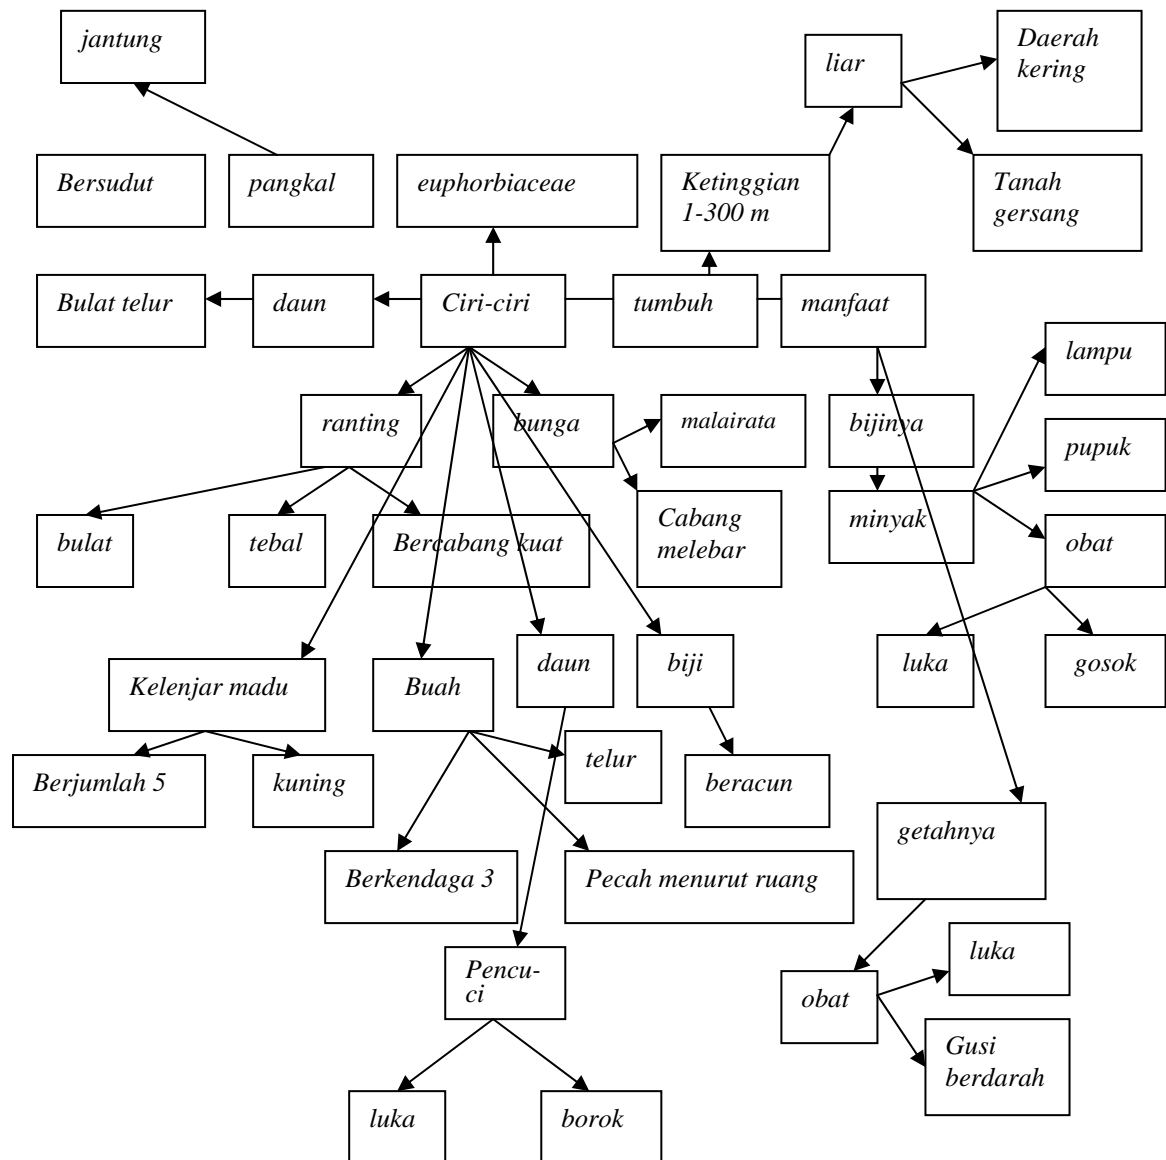 jantung
liar
Daerah
kering
Bersudut
pangkal
euphorbiaceae
Ketinggian
1-300 m
Tanah
gersang
Bulat telur
daun
Ciri-ciri
tumbuh
manfaat
lampu
ranting
bunga
malairata
bijinya
pupuk
bulat
tebal
Bercabang kuat
Cabang
melebar
minyak
obat
Kelenjar madu
Buah
daun
biji
luka
gosok
Berjumlah 5
kuning
telur
beracun
getahnya
Berkendaga 3
Pecah menurut ruang
Pencu-
ci
obat
luka
Gusi
berdarah
luka
borok